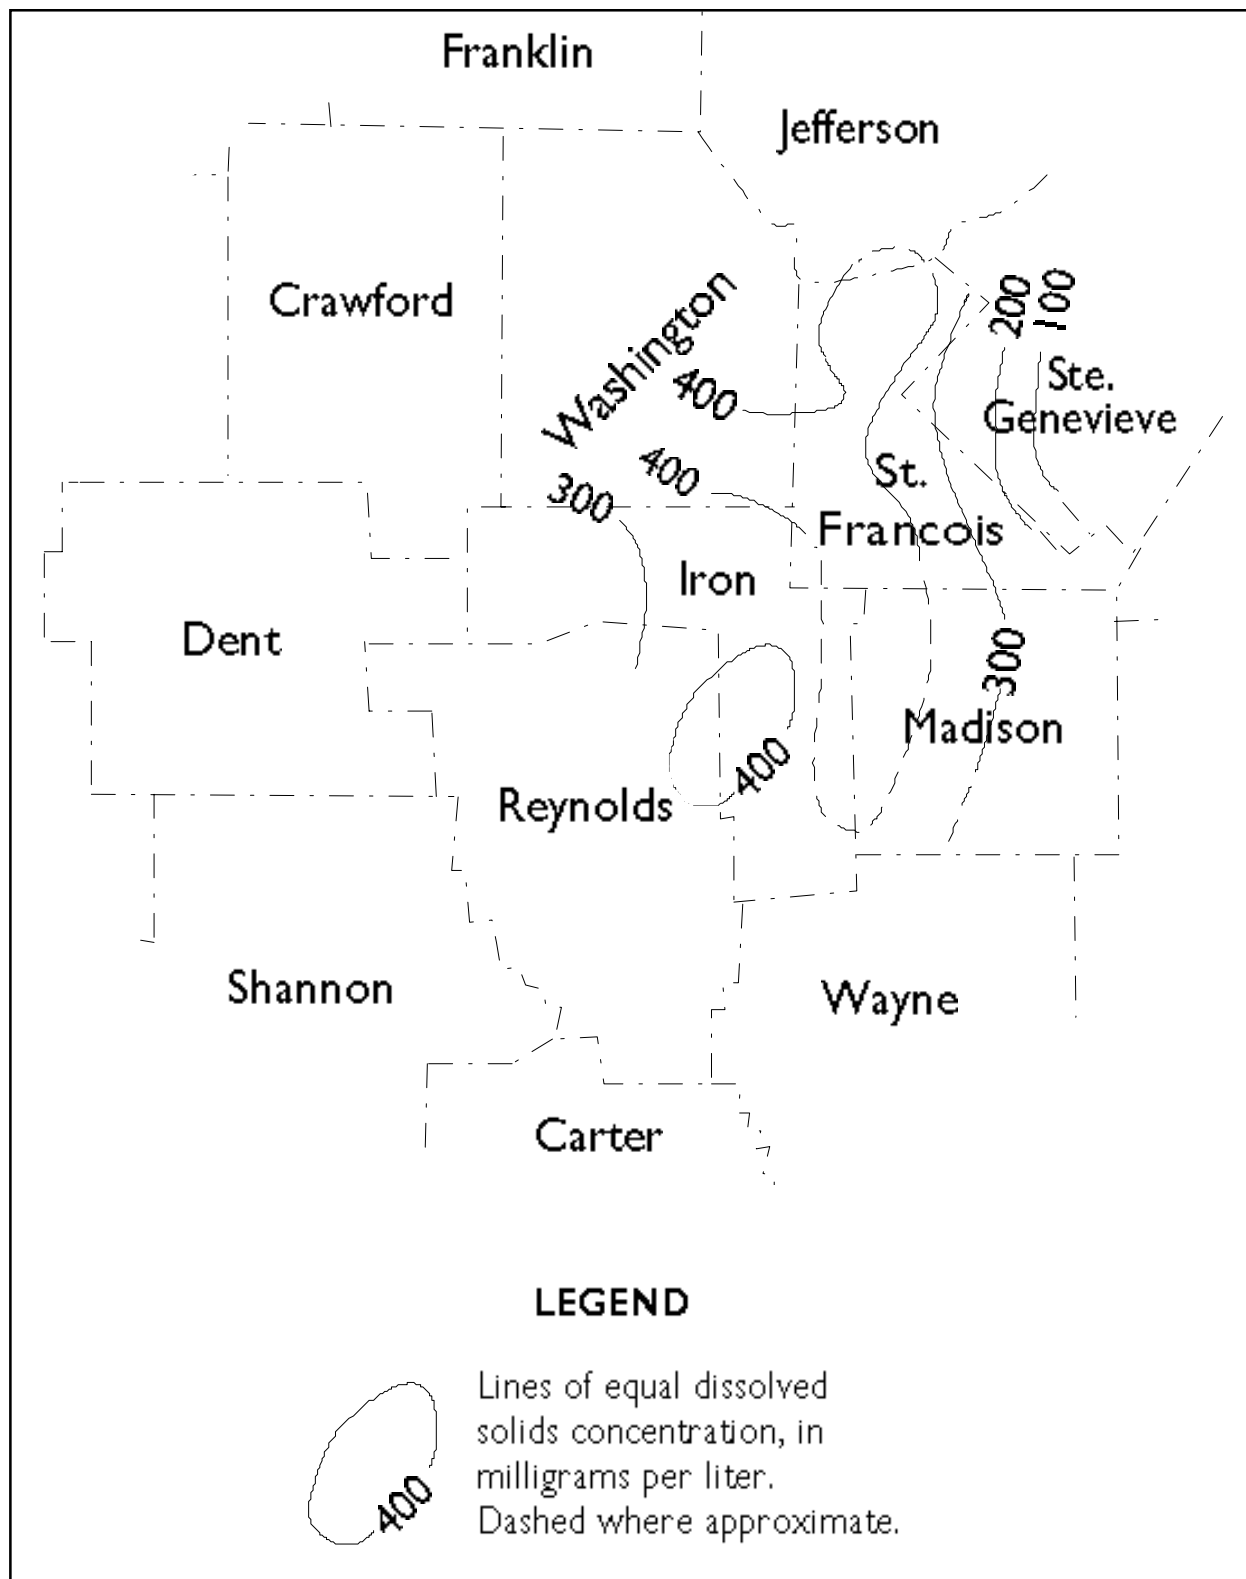 Franklin
Jefferson
Crawford
Washington
200
100
400
Ste.
Genevieve
400
St.
300
Francois
Iron
Dent
300
Madison
400
Reynolds
Shannon
Wayne
Carter
LEGEND
Lines of equal dissolved
solids concentration, in
milligrams per liter.
Dashed where approximate.
400